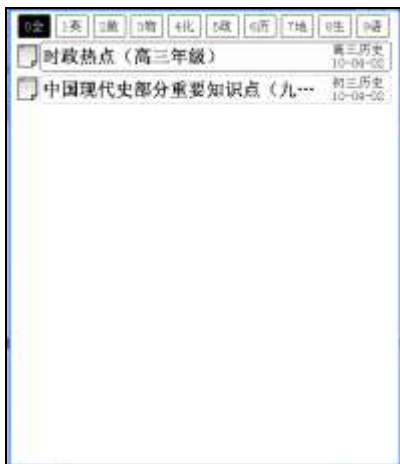 0全 1英 2数 3物 4化 5政 6历 7地 8生 9语
时政热点（高三年级） 高三历史
10-04-02
中国现代史部分重要知识点（九… 初三历史
10-04-02